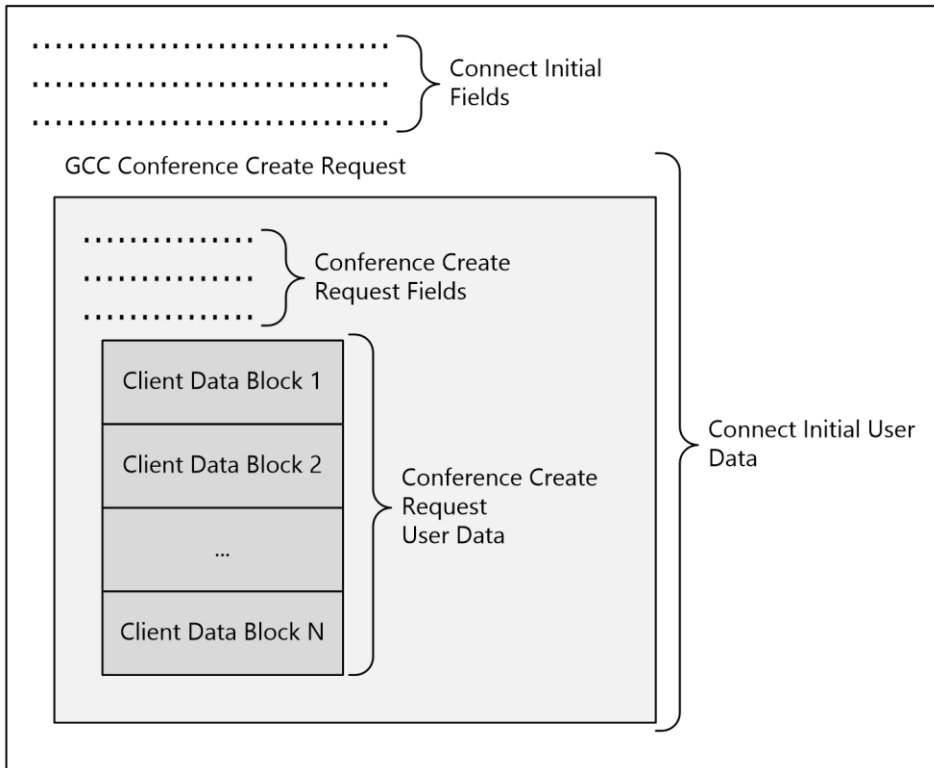 Connect Initial
Fields
GCC Conference Create Request
Conference Create
Request Fields
Client Data Block 1
Client Data Block 2
...
Client Data Block N
Conference Create
Request
User Data
Connect Initial User
Data